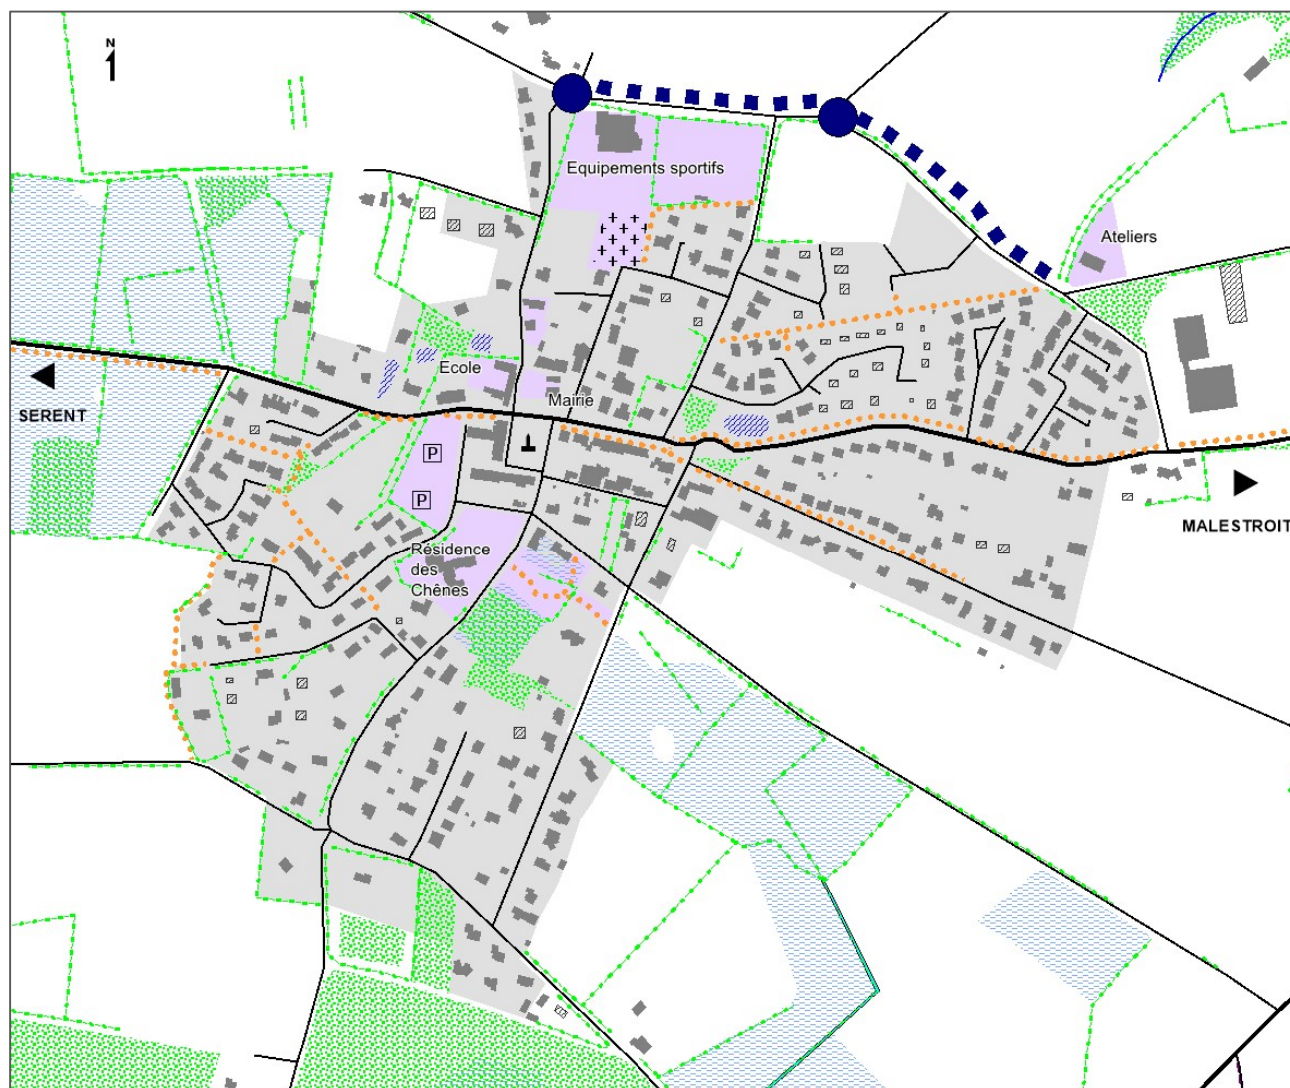 N
Equipements sportifs
Ateliers
Ecole
Mairie
SERENT
P
P
MALESTROIT
Résidence
des
Chênes